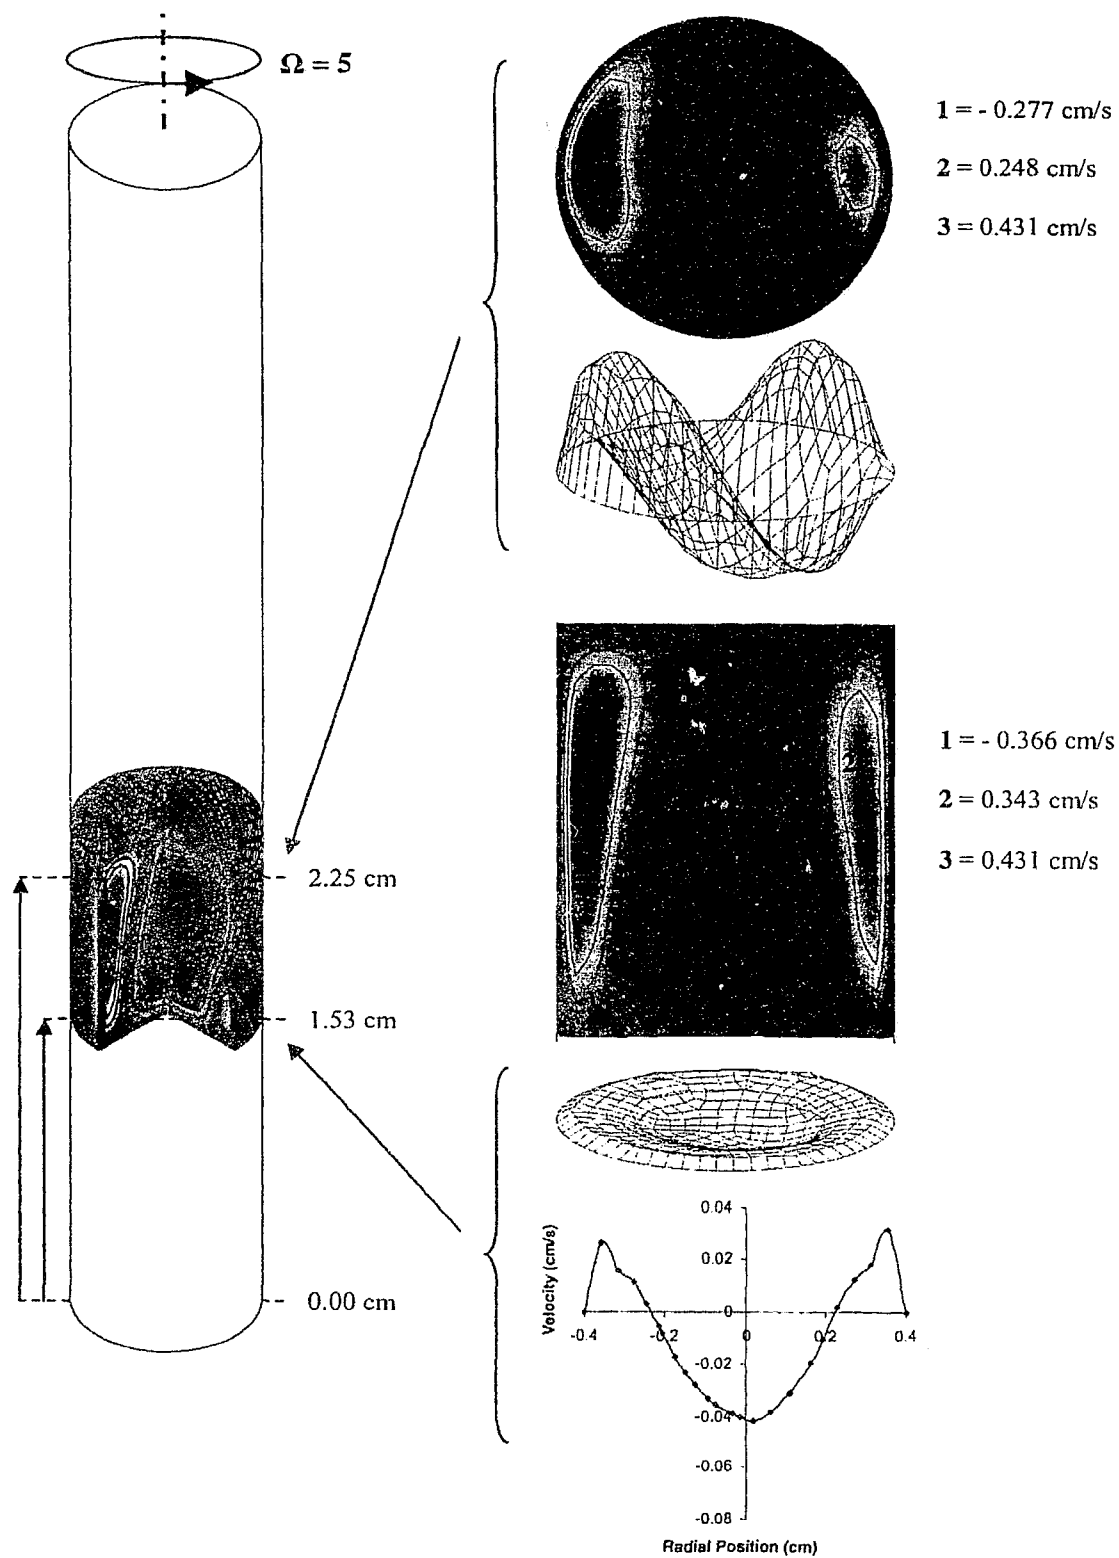 Ω = 5
1 = - 0.277 cm/s
2 = 0.248 cm/s
3 = 0.431 cm/s
1 = - 0.366 cm/s
2
2 = 0.343 cm/s
3 = 0.431 cm/s
2.25 cm
1.53 cm
0.00 cm
Velocity (cm/s)
0.04
0.02
0
-0.4
-0.2
0
0.2
0.4
-0.02
-0.04
-0.06
-0.08
Radial Position (cm)